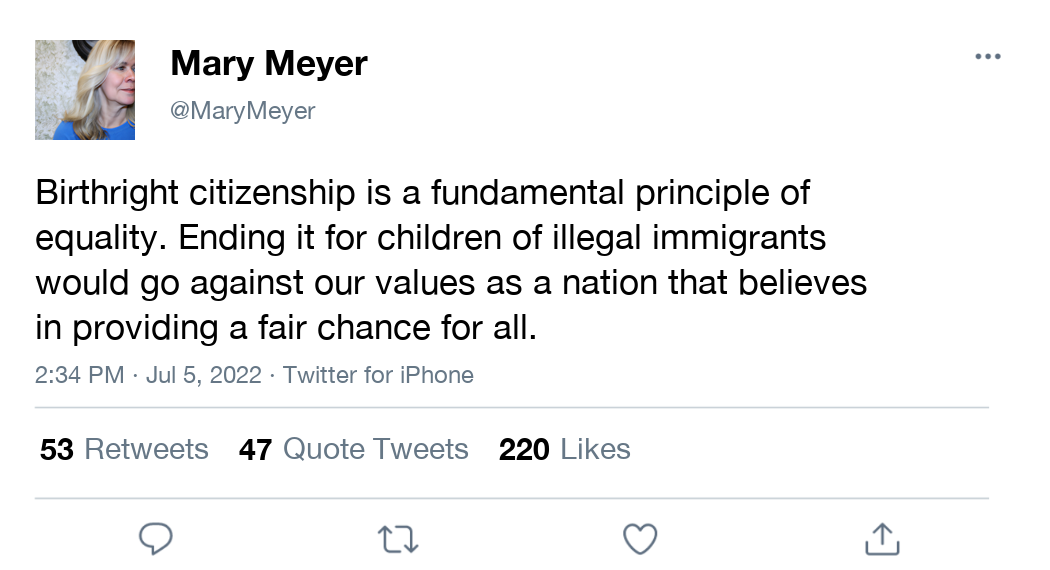 Mary Meyer
@MaryMeyer
Birthright citizenship is a fundamental principle of
equality. Ending it for children of illegal immigrants
would go against our values as a nation that believes
in providing a fair chance for all.
2:34 PM · Jul 5, 2022 · Twitter for iPhone
53 Retweets 47 Quote Tweets 220 Likes